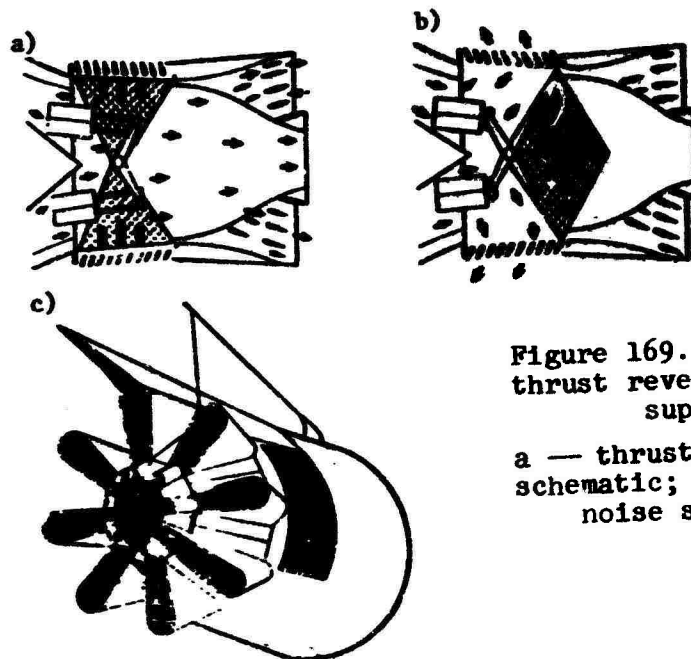 a)
b)
c)
Figure 169.
thrust reve
sup
a — thrust
schematic;
noise s